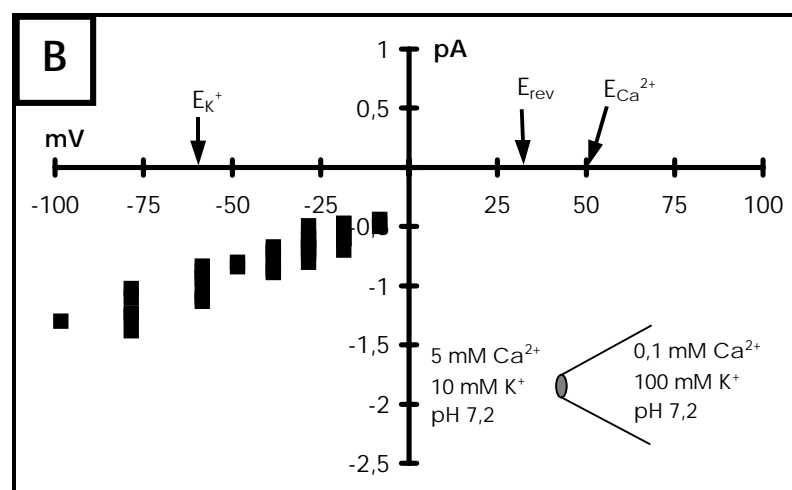 B
pA
1
0,5
E_K⁺
E_rev
E_Ca²⁺
mV
-100 -75 -50 -25 25 50 75 100
-0,5
-1
-1,5
-2
-2,5
5 mM Ca²⁺
10 mM K⁺
pH 7,2
0,1 mM Ca²⁺
100 mM K⁺
pH 7,2